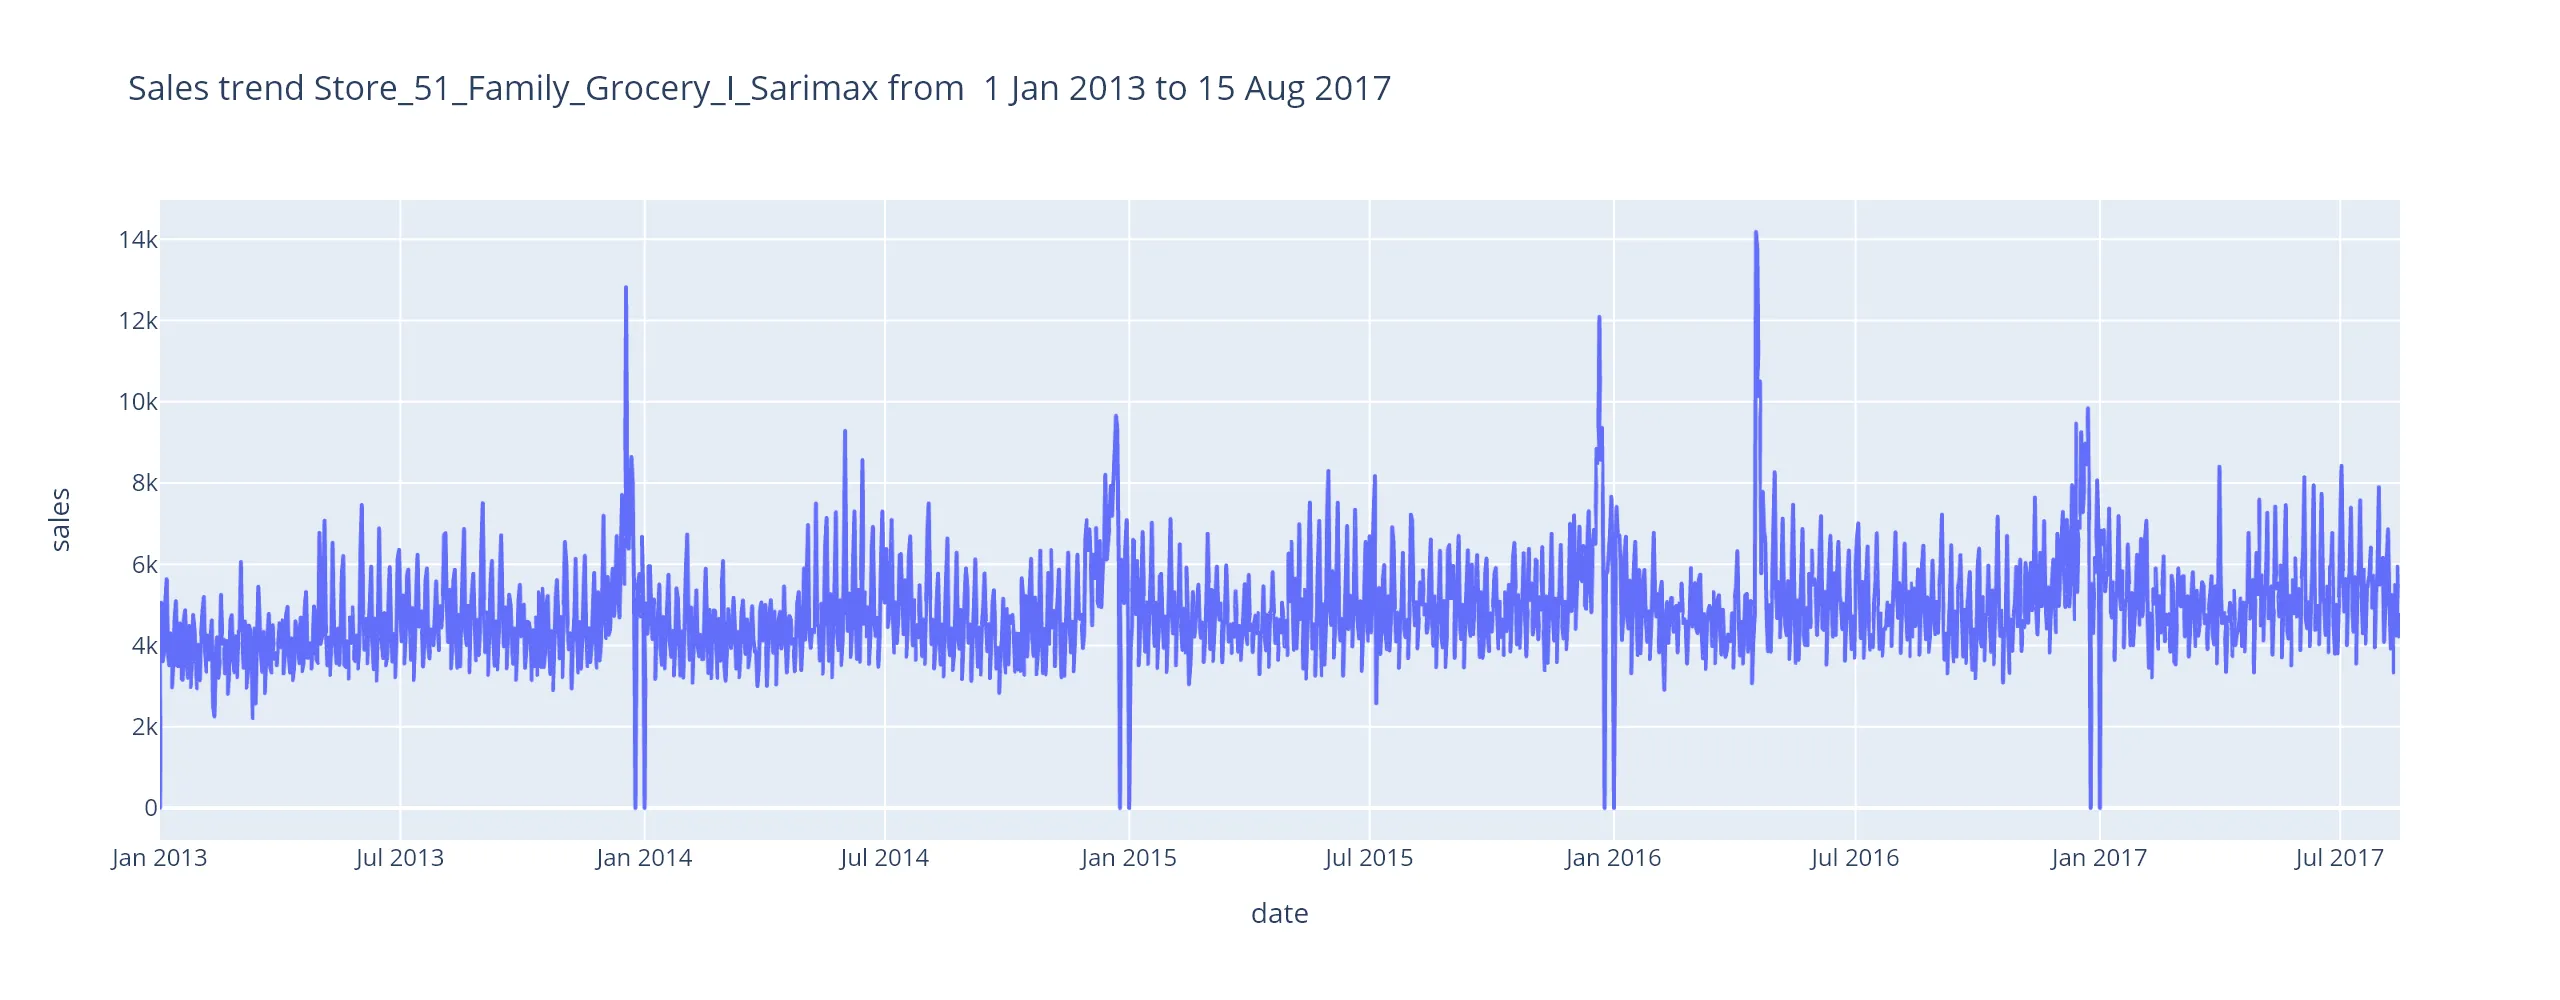 Sales trend Store_51_Family_Grocery_I_Sarimax from  1 Jan 2013 to 15 Aug 2017
14k
12k
10k
8k
6k
4k
2k
0
sales
Jan 2013 Jul 2013 Jan 2014 Jul 2014 Jan 2015 Jul 2015 Jan 2016 Jul 2016 Jan 2017 Jul 2017
date